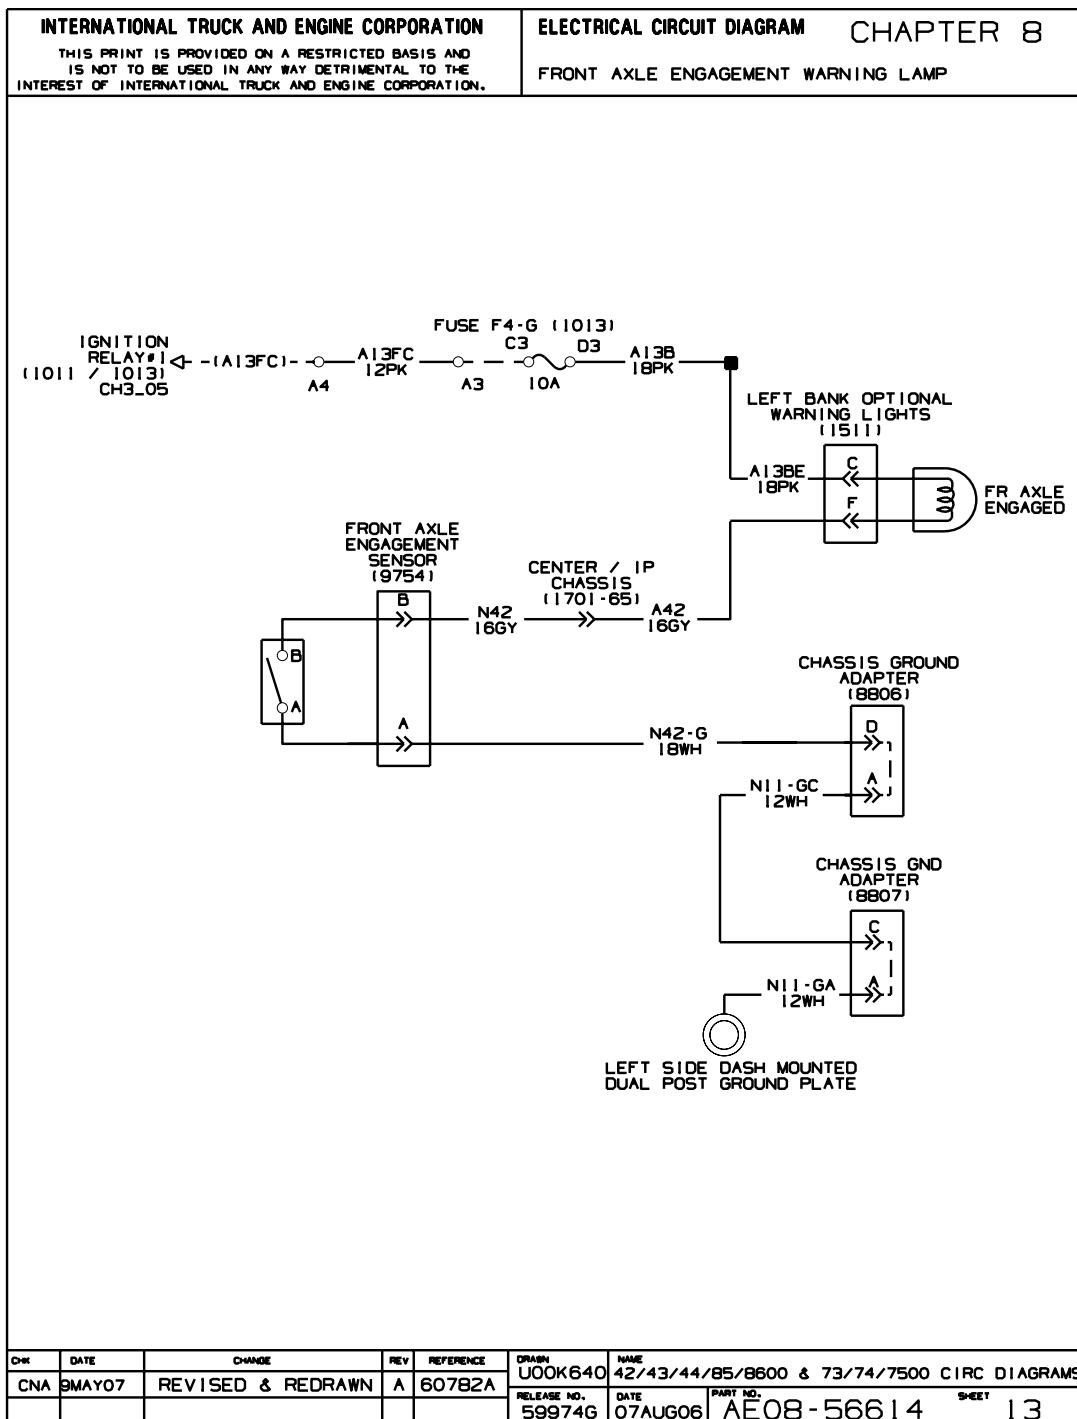 INTERNATIONAL TRUCK AND ENGINE CORPORATION
THIS PRINT IS PROVIDED ON A RESTRICTED BASIS AND
IS NOT TO BE USED IN ANY WAY DETRIMENTAL TO THE
INTEREST OF INTERNATIONAL TRUCK AND ENGINE CORPORATION.
ELECTRICAL CIRCUIT DIAGRAM
CHAPTER 8
FRONT AXLE ENGAGEMENT WARNING LAMP
IGNITION
RELAY#1
(1011 / 1013)
CH3_05
(A13FC)
A4
A13FC
12PK
A3
FUSE F4-G (1013)
C3
D3
10A
A13B
18PK
LEFT BANK OPTIONAL
WARNING LIGHTS
(1511)
A13BE
18PK
C
F
FR AXLE
ENGAGED
FRONT AXLE
ENGAGEMENT
SENSOR
(9754)
B
N42
16GY
CENTER / IP
CHASSIS
(1701-65)
A42
16GY
B
A
A
N42-G
18WH
CHASSIS GROUND
ADAPTER
(8806)
D
A
N11-GC
12WH
CHASSIS GND
ADAPTER
(8807)
C
A
N11-GA
12WH
LEFT SIDE DASH MOUNTED
DUAL POST GROUND PLATE
CHK DATE CHANGE REV REFERENCE
CNA 9MAY07 REVISED & REDRAWN A 60782A
DRAWN
U00K640
NAME
42/43/44/85/8600 & 73/74/7500 CIRC DIAGRAMS
RELEASE NO.
59974G
DATE
07AUG06
PART NO.
AE08-56614
SHEET
13